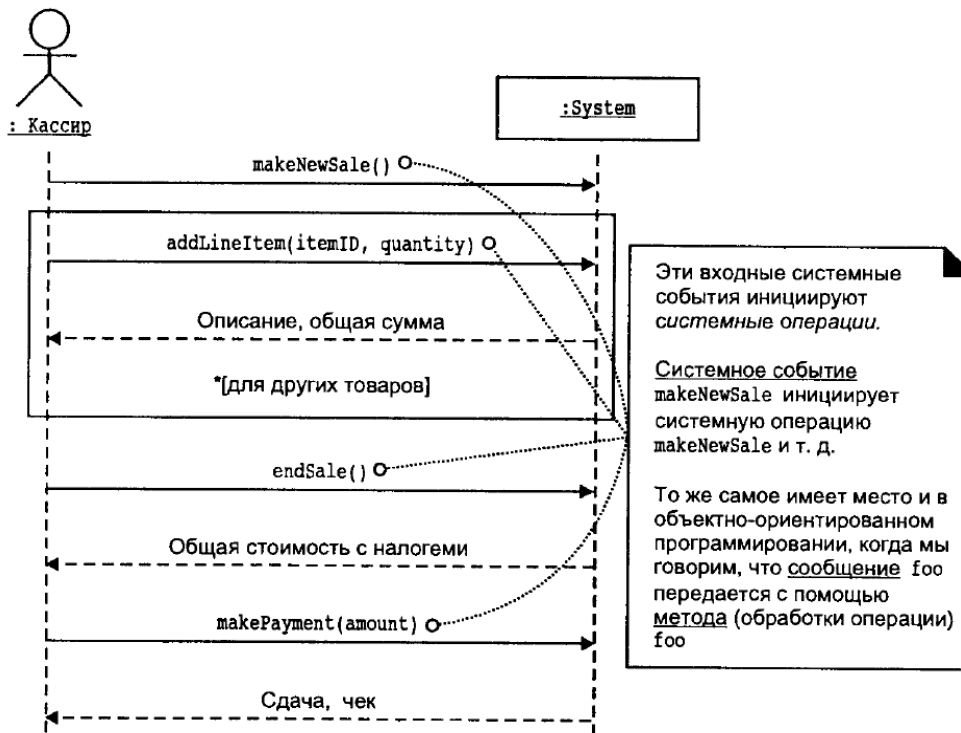 : Кассир
:System
makeNewSale()
addLineItem(itemID, quantity)
Описание, общая сумма
*[для других товаров]
endSale()
Общая стоимость с налогеми
makePayment(amount)
Сдача, чек
Эти входные системные
события инициируют
системные операции.
Системное событие
makeNewSale инициирует
системную операцию
makeNewSale и т. д.
То же самое имеет место и в
объектно-ориентированном
программировании, когда мы
говорим, что сообщение foo
передается с помощью
метода (обработки операции)
foo